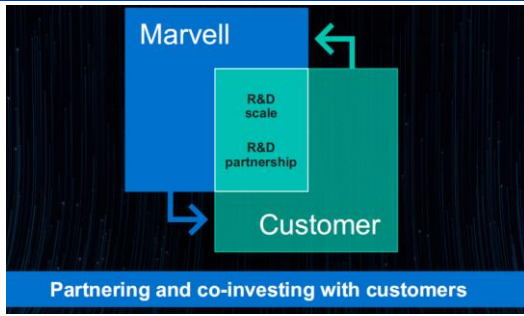 Marvell
R&D
scale
R&D
partnership
Customer
Partnering and co-investing with customers